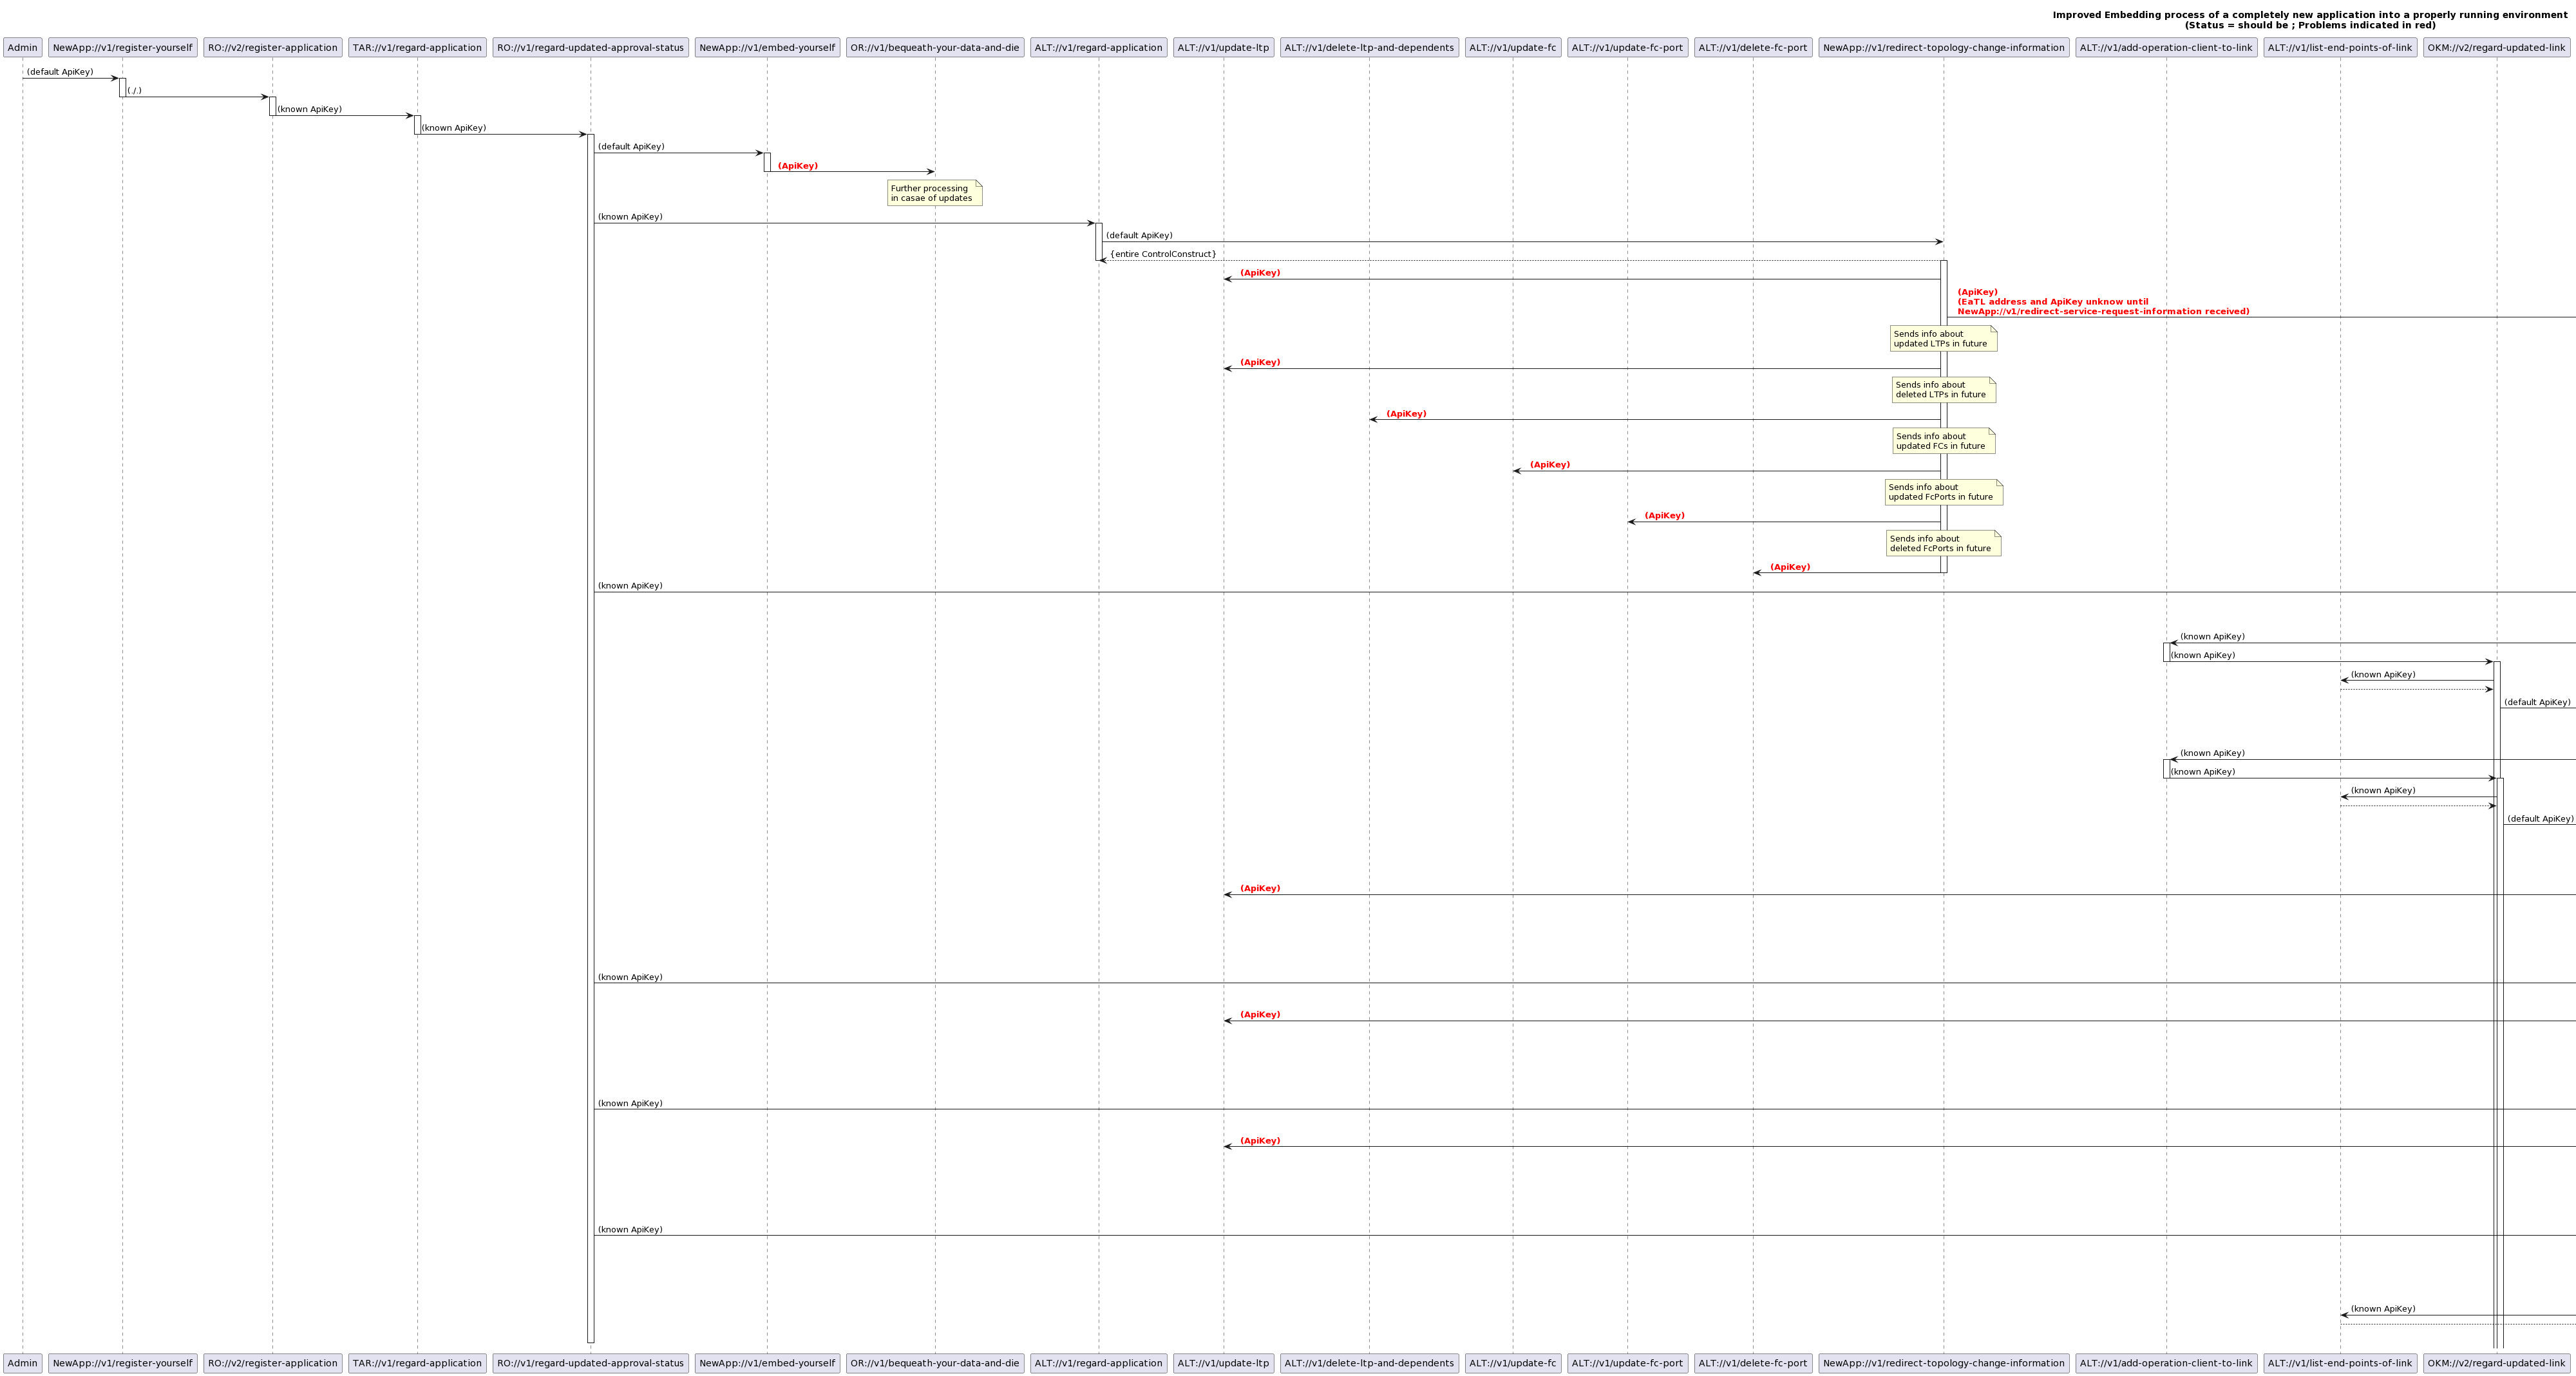 Improved Embedding process of a completely new application into a properly running environment
(Status = should be ; Problems indicated in red)
Admin
NewApp://v1/register-yourself
RO://v2/register-application
TAR://v1/regard-application
RO://v1/regard-updated-approval-status
NewApp://v1/embed-yourself
OR://v1/bequeath-your-data-and-die
ALT://v1/regard-application
ALT://v1/update-ltp
ALT://v1/delete-ltp-and-dependents
ALT://v1/update-fc
ALT://v1/update-fc-port
ALT://v1/delete-fc-port
NewApp://v1/redirect-topology-change-information
ALT://v1/add-operation-client-to-link
ALT://v1/list-end-points-of-link
OKM://v2/regard-updated-link
(default ApiKey)
(./.)
(known ApiKey)
(known ApiKey)
(default ApiKey)
(ApiKey)
Further processing
in casae of updates
(known ApiKey)
(default ApiKey)
{entire ControlConstruct}
(ApiKey)
(ApiKey)
(EaTL address and ApiKey unknow until
NewApp://v1/redirect-service-request-information received)
Sends info about
updated LTPs in future
(ApiKey)
Sends info about
deleted LTPs in future
(ApiKey)
Sends info about
updated FCs in future
(ApiKey)
Sends info about
updated FcPorts in future
(ApiKey)
Sends info about
deleted FcPorts in future
(ApiKey)
(known ApiKey)
(known ApiKey)
(known ApiKey)
(known ApiKey)
(default ApiKey)
(known ApiKey)
(known ApiKey)
(known ApiKey)
(default ApiKey)
(ApiKey)
(known ApiKey)
(ApiKey)
(known ApiKey)
(ApiKey)
(known ApiKey)
(known ApiKey)
Admin
NewApp://v1/register-yourself
RO://v2/register-application
TAR://v1/regard-application
RO://v1/regard-updated-approval-status
NewApp://v1/embed-yourself
OR://v1/bequeath-your-data-and-die
ALT://v1/regard-application
ALT://v1/update-ltp
ALT://v1/delete-ltp-and-dependents
ALT://v1/update-fc
ALT://v1/update-fc-port
ALT://v1/delete-fc-port
NewApp://v1/redirect-topology-change-information
ALT://v1/add-operation-client-to-link
ALT://v1/list-end-points-of-link
OKM://v2/regard-updated-link